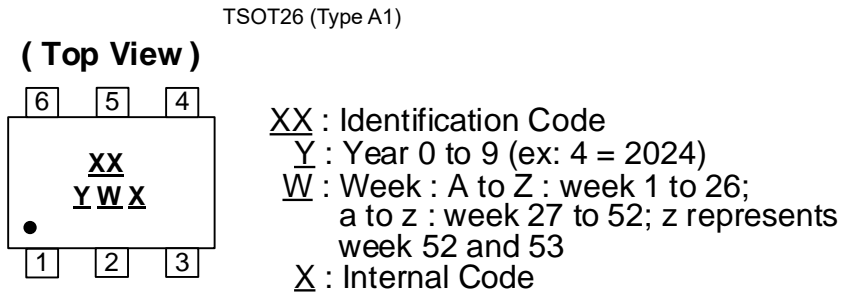 TSOT26 (Type A1)
( Top View )
6 5 4
XX
Y W X
1 2 3
XX : Identification Code
Y : Year 0 to 9 (ex: 4 = 2024)
W : Week : A to Z : week 1 to 26;
a to z : week 27 to 52; z represents
week 52 and 53
X : Internal Code